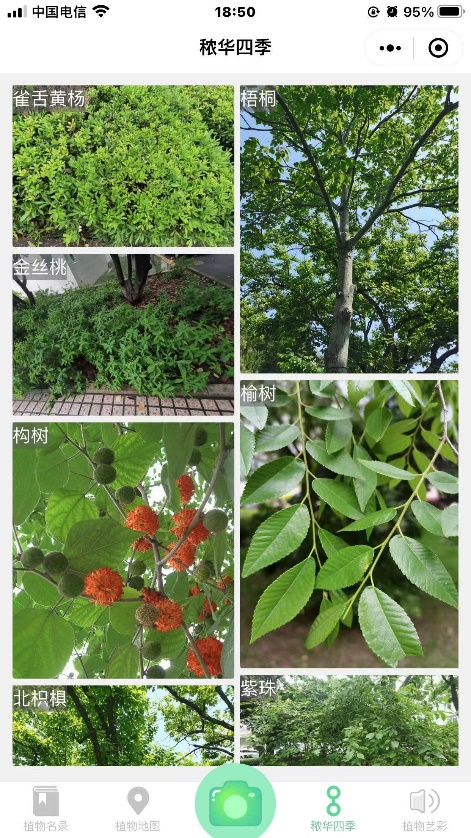 中国电信
18:50
95%
秾华四季
雀舌黄杨
梧桐
金丝桃
榆树
构树
北枳椇
紫珠
植物名录
植物地图
秾华四季
植物艺彩